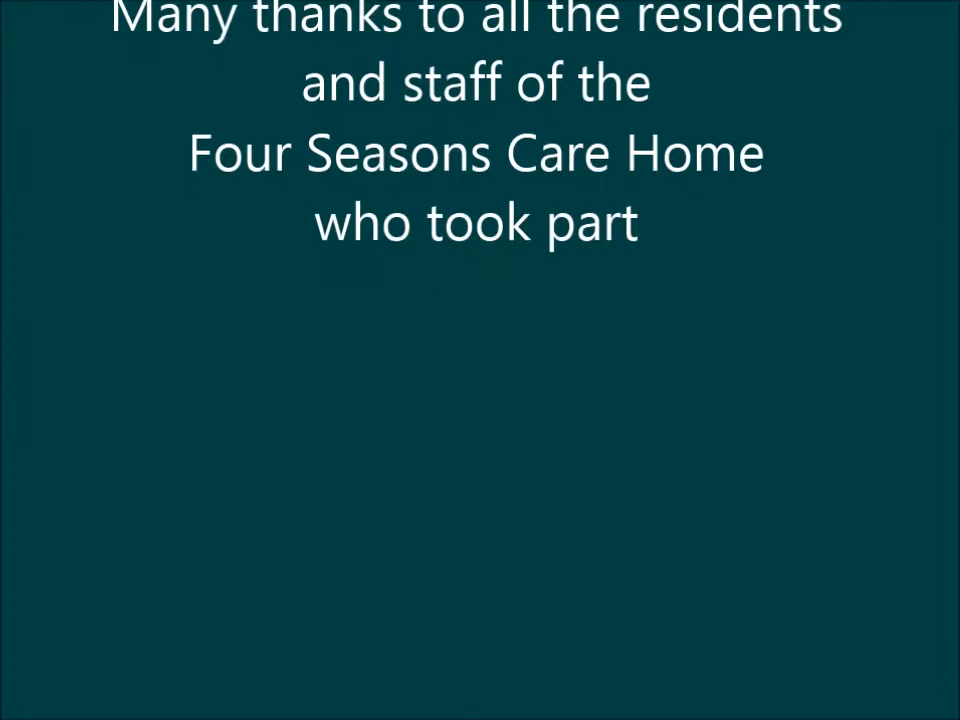 Many thanks to all the residents
and staff of the
Four Seasons Care Home
who took part